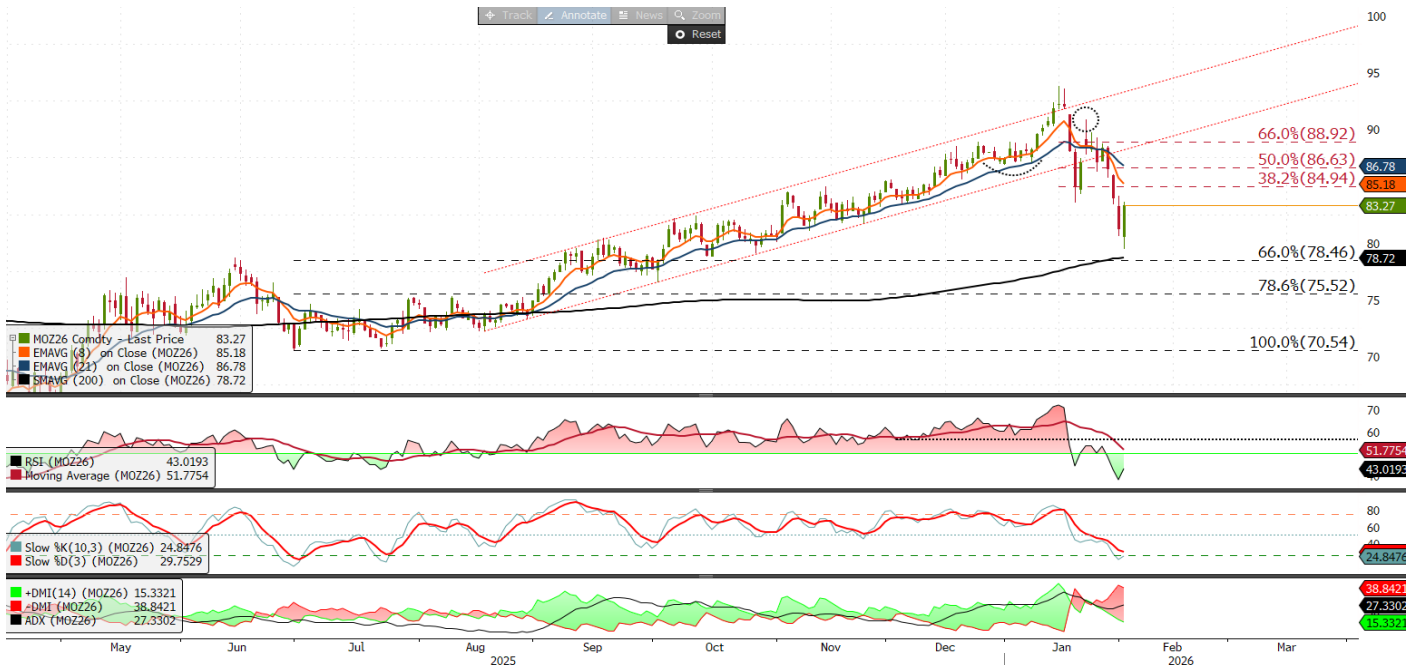 Track Annotate News Zoom
Reset
100
95
90
80
75
70
66.0%(88.92)
50.0%(86.63)
38.2%(84.94)
66.0%(78.46)
78.6%(75.52)
100.0%(70.54)
86.78
85.18
83.27
78.72
MOZ26 Comdty - Last Price 83.27
EMAVG (8) on Close (MOZ26) 85.18
EMAVG (21) on Close (MOZ26) 86.78
SMAVG (200) on Close (MOZ26) 78.72
70
60
51.7754
43.0193
40
RSI (MOZ26) 43.0193
Moving Average (MOZ26) 51.7754
80
60
40
24.8476
Slow %K(10,3) (MOZ26) 24.8476
Slow %D(3) (MOZ26) 29.7529
38.8421
27.3302
15.3321
+DMI(14) (MOZ26) 15.3321
-DMI (MOZ26) 38.8421
ADX (MOZ26) 27.3302
May Jun Jul Aug Sep Oct Nov Dec Jan Feb Mar
2025 2026